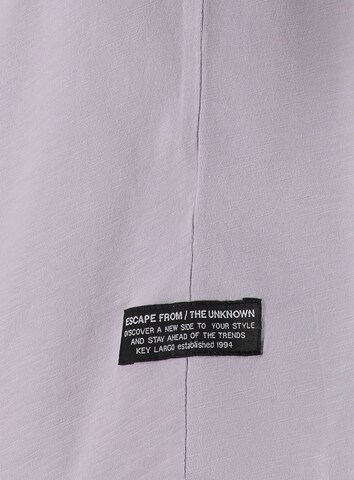 ESCAPE FROM / THE UNKNOWN
DISCOVER A NEW SIDE TO YOUR STYLE
AND STAY AHEAD OF THE TRENDS
KEY LARGO established 1994